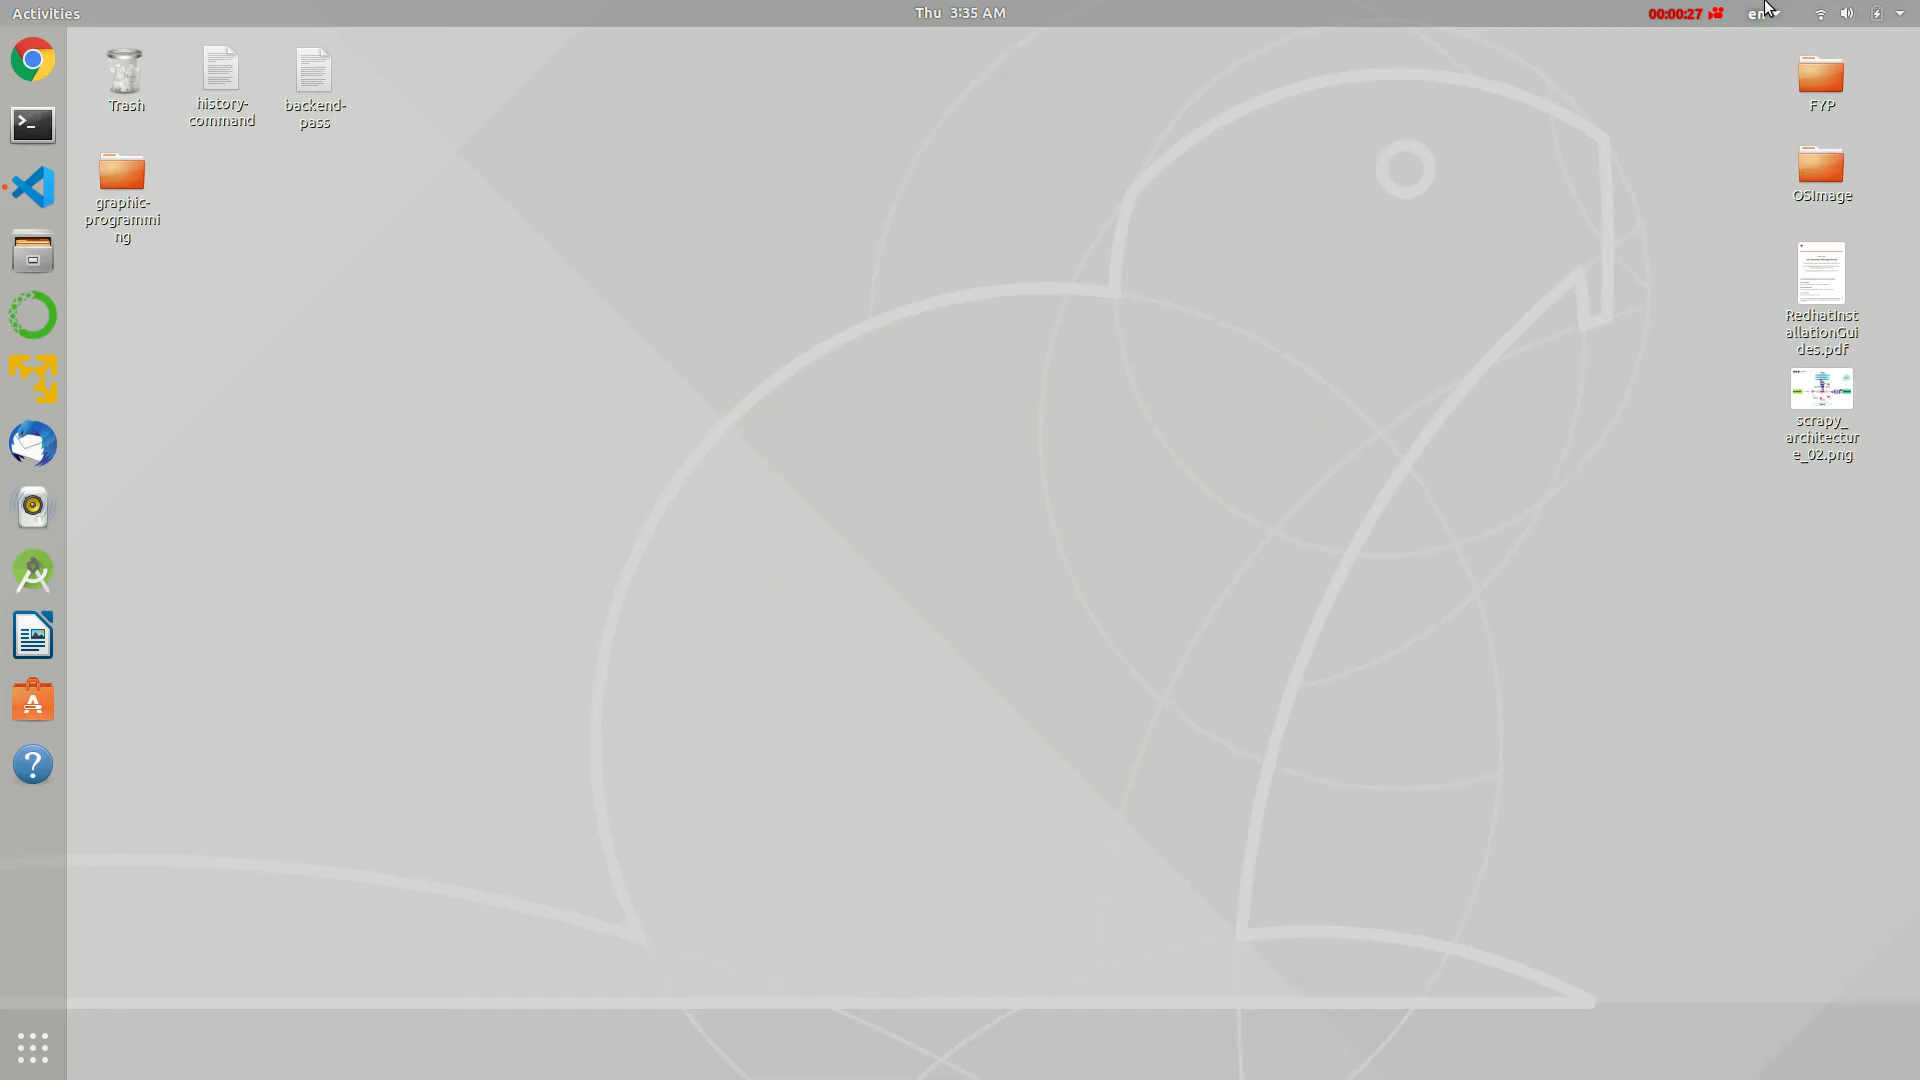 Activities
Thu 3:35 AM
00:00:27
en
Trash
history-
command
backend-
pass
graphic-
programmi
ng
FYP
OSImage
RedhatInst
allationGui
des.pdf
scrapy_
architectur
e_02.png